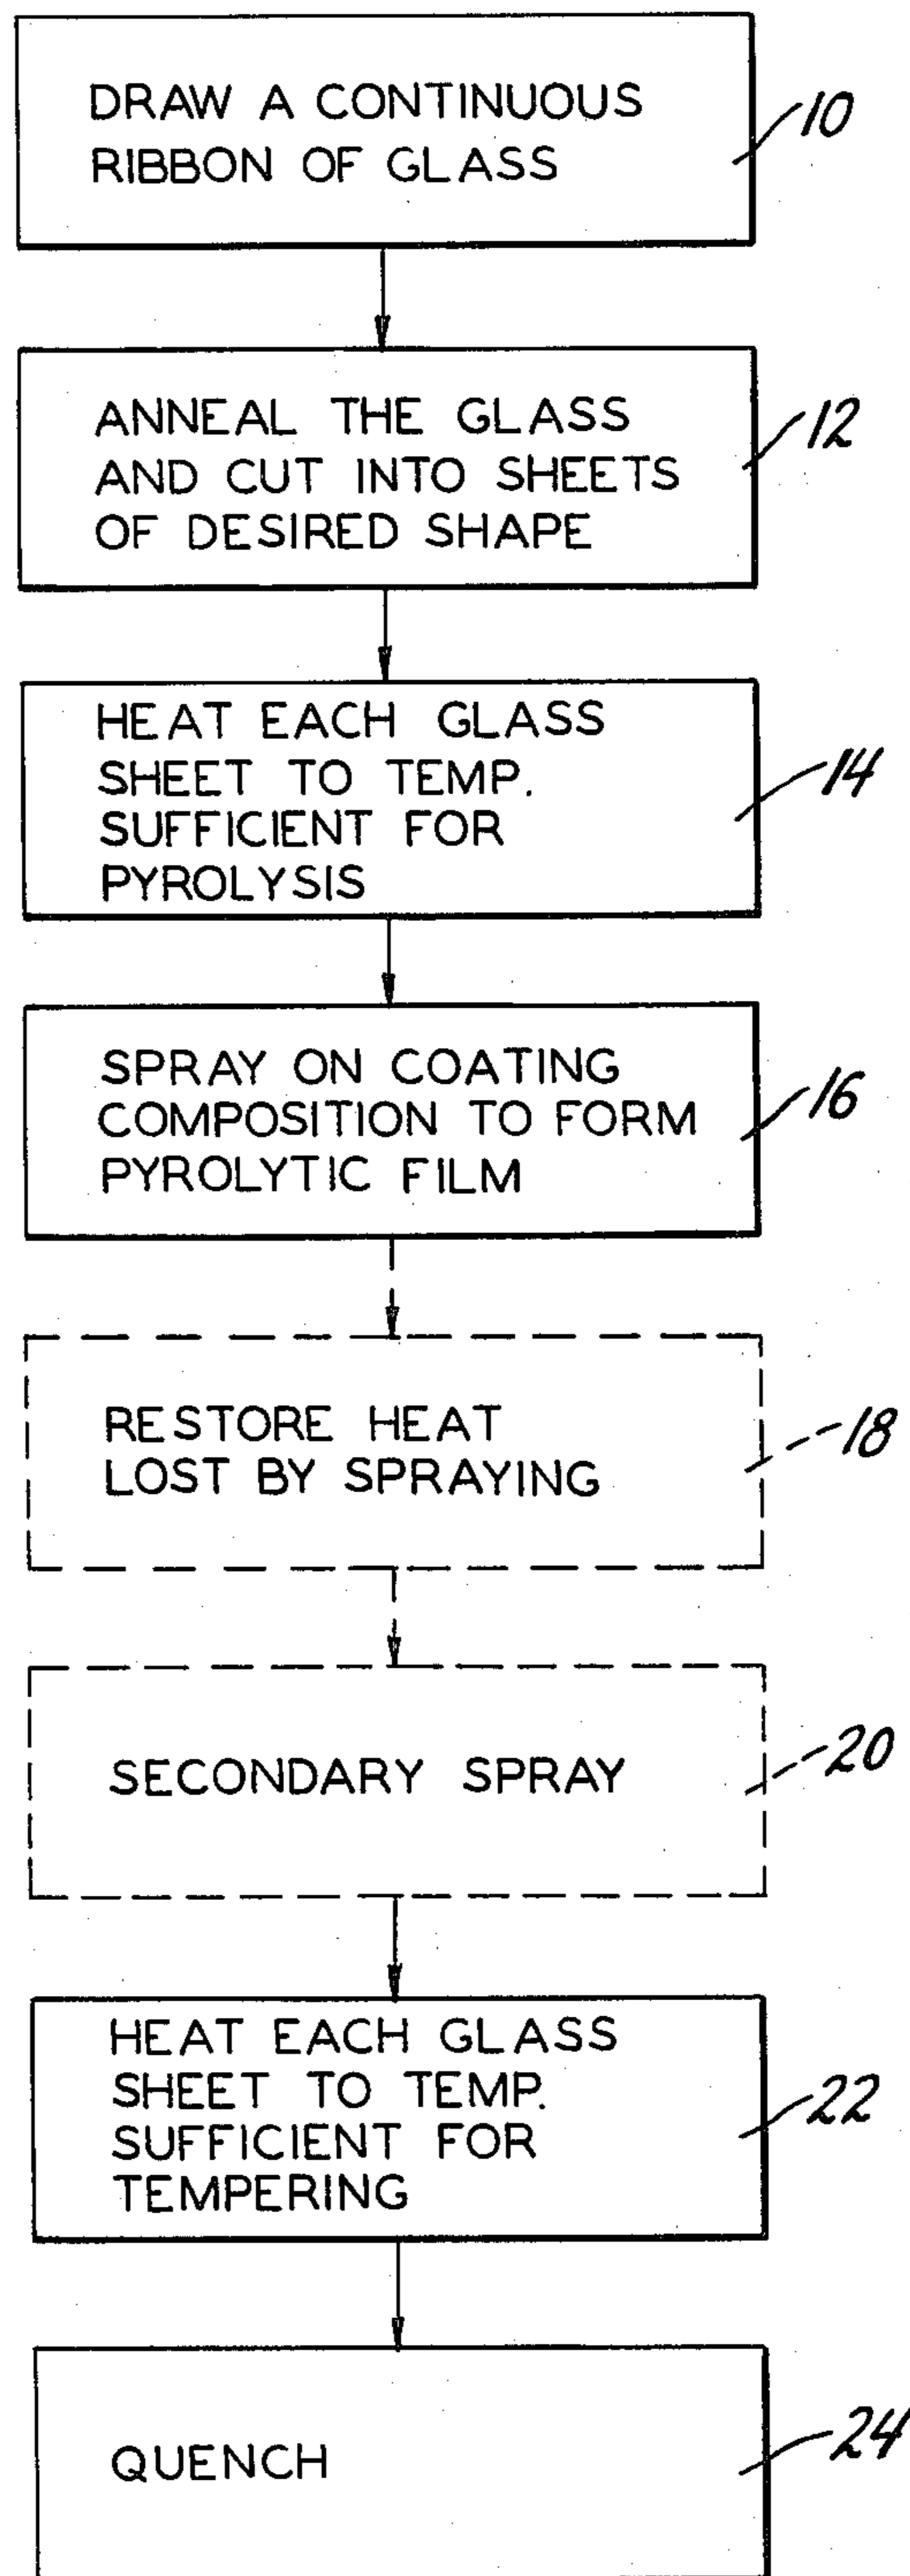 DRAW A CONTINUOUS
RIBBON OF GLASS
10
ANNEAL THE GLASS
AND CUT INTO SHEETS
OF DESIRED SHAPE
12
HEAT EACH GLASS
SHEET TO TEMP.
SUFFICIENT FOR
PYROLYSIS
14
SPRAY ON COATING
COMPOSITION TO FORM
PYROLYTIC FILM
16
RESTORE HEAT
LOST BY SPRAYING
18
SECONDARY SPRAY
20
HEAT EACH GLASS
SHEET TO TEMP.
SUFFICIENT FOR
TEMPERING
22
QUENCH
24